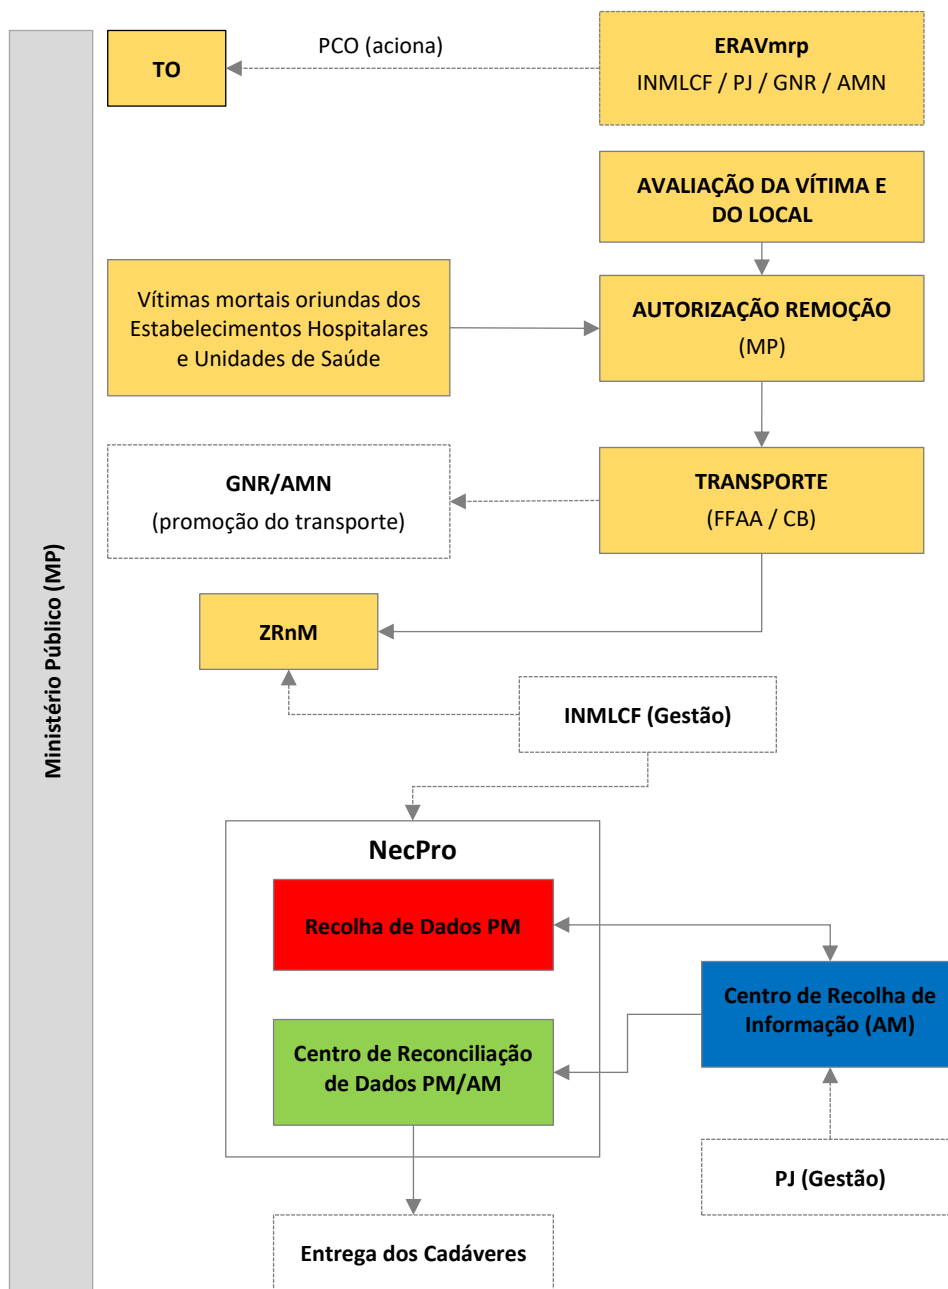 Ministério Público (MP)
TO
PCO (aciona)
ERAVmrp
INMLCF / PJ / GNR / AMN
AVALIAÇÃO DA VÍTIMA E
DO LOCAL
Vítimas mortais oriundas dos
Estabelecimentos Hospitalares
e Unidades de Saúde
AUTORIZAÇÃO REMOÇÃO
(MP)
GNR/AMN
(promoção do transporte)
TRANSPORTE
(FFAA / CB)
ZRnM
INMLCF (Gestão)
NecPro
Recolha de Dados PM
Centro de Recolha de
Informação (AM)
Centro de Reconciliação
de Dados PM/AM
PJ (Gestão)
Entrega dos Cadáveres